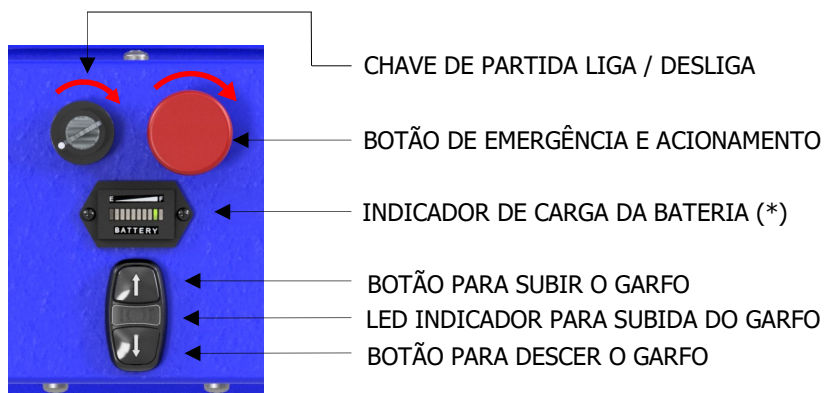 CHAVE DE PARTIDA LIGA / DESLIGA
BOTÃO DE EMERGÊNCIA E ACIONAMENTO
E F
BATTERY
INDICADOR DE CARGA DA BATERIA (*)
BOTÃO PARA SUBIR O GARFO
LED INDICADOR PARA SUBIDA DO GARFO
BOTÃO PARA DESCER O GARFO